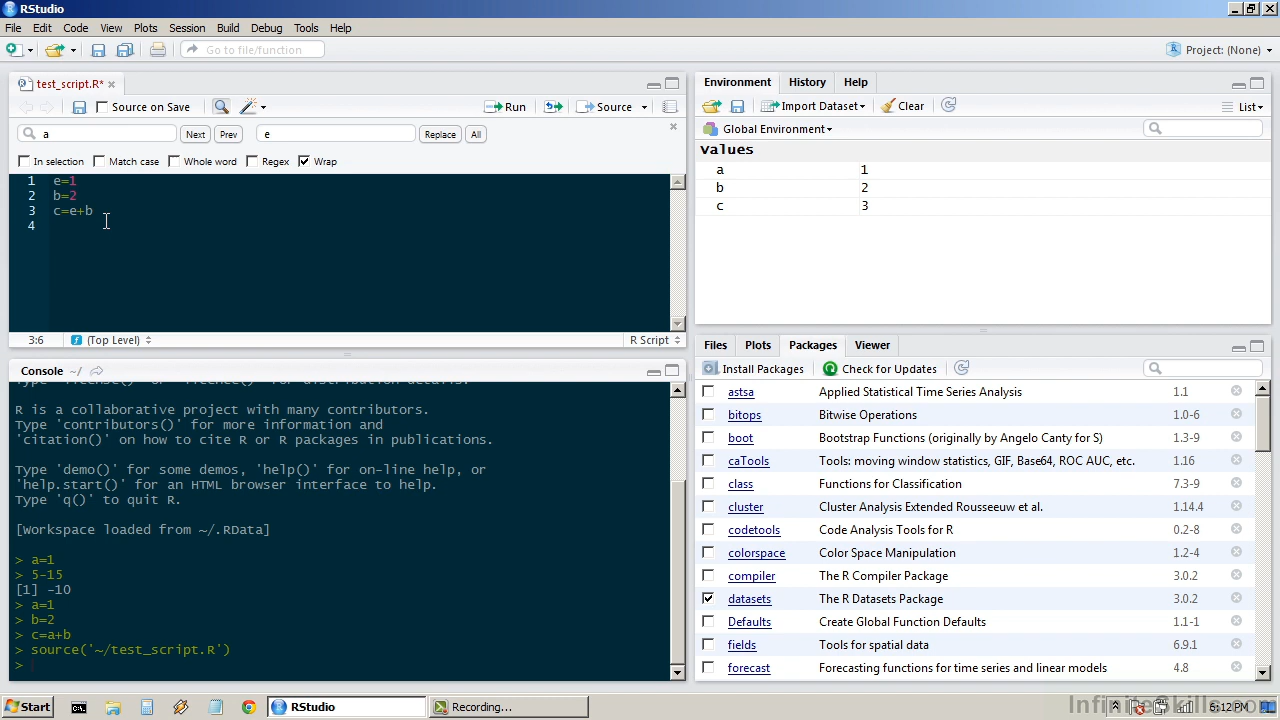 RStudio
File Edit Code View Plots Session Build Debug Tools Help
Go to file/function Project: (None)
test_script.R*
Source on Save Run Source
a Next Prev e Replace All
In selection Match case Whole word Regex Wrap
1 e=1
2 b=2
3 c=e+b
4
3:6 (Top Level) R Script
Console ~/
R is a collaborative project with many contributors.
Type 'contributors()' for more information and
'citation()' on how to cite R or R packages in publications.
Type 'demo()' for some demos, 'help()' for on-line help, or
'help.start()' for an HTML browser interface to help.
Type 'q()' to quit R.
[Workspace loaded from ~/.RData]
> a=1
> 5-15
[1] -10
> a=1
> b=2
> c=a+b
> source('~/test_script.R')
>
Environment History Help
Import Dataset Clear List
Global Environment
Values
a 1
b 2
c 3
Files Plots Packages Viewer
Install Packages Check for Updates
astsa Applied Statistical Time Series Analysis 1.1
bitops Bitwise Operations 1.0-6
boot Bootstrap Functions (originally by Angelo Canty for S) 1.3-9
caTools Tools: moving window statistics, GIF, Base64, ROC AUC, etc. 1.16
class Functions for Classification 7.3-9
cluster Cluster Analysis Extended Rousseeuw et al. 1.14.4
codetools Code Analysis Tools for R 0.2-8
colorspace Color Space Manipulation 1.2-4
compiler The R Compiler Package 3.0.2
datasets The R Datasets Package 3.0.2
Defaults Create Global Function Defaults 1.1-1
fields Tools for spatial data 6.9.1
forecast Forecasting functions for time series and linear models 4.8
Start RStudio Recording... 6:12 PM